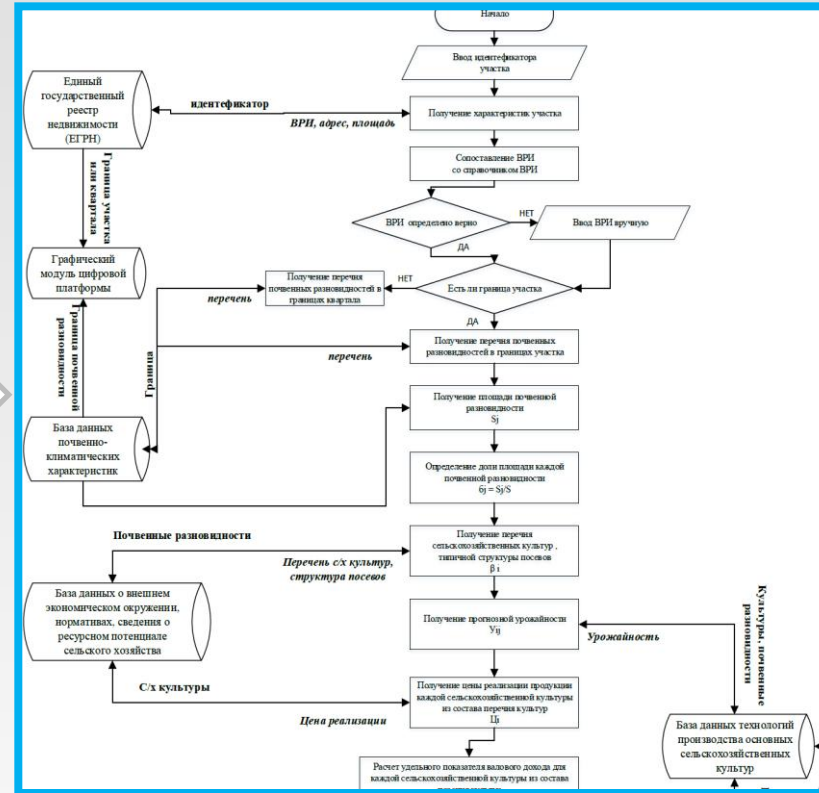 Начало
Ввод идентификатора
участка
Единый
государственный
реестр
недвижимости
(ЕГРН)
идентификатор
ВРИ, адрес, площадь
Получение характеристик участка
Сопоставление ВРИ
со справочником ВРИ
Граница участка
или квартала
ВРИ определено верно
НЕТ
Ввод ВРИ вручную
ДА
Графический
модуль цифровой
платформы
Получение перечня
почвенных разновидностей в
границах квартала
перечень
НЕТ
Есть ли граница участка
ДА
Граница почвенной
разновидности
Граница
перечень
Получение перечня почвенных
разновидностей в границах участка
Получение площади почвенной
разновидности
Sj
База данных
почвенно-
климатических
характеристик
Определение доли площади каждой
почвенной разновидности
бj = Sj/S
Почвенные разновидности
Перечень с/х культур,
структура посевов
Получение перечня
сельскохозяйственных культур ,
типичной структуры посевов
β i
База данных о внешнем
экономическом окружении,
нормативах, сведения о
ресурсном потенциале
сельского хозяйства
Получение прогнозной урожайности
Уij
Урожайность
Культуры, почвенные
разновидности
С/х культуры
Цена реализации
Получение цены реализации продукции
каждой сельскохозяйственной культуры
из состава перечня культур
Цi
База данных технологий
производства основных
сельскохозяйственных
культур
Расчет удельного показателя валового дохода для
каждой сельскохозяйственной культуры из состава